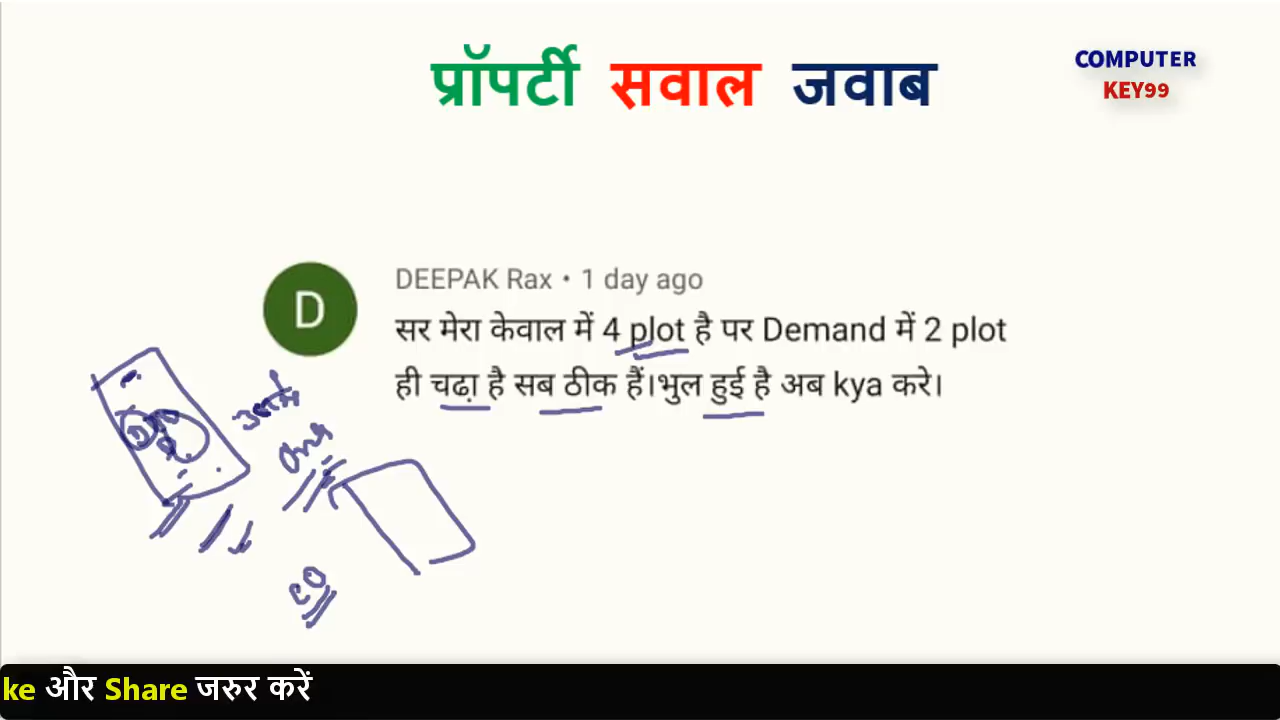 प्रॉपर्टी सवाल जवाब
COMPUTER
KEY99
D
DEEPAK Rax • 1 day ago
सर मेरा केवाल में 4 plot है पर Demand में 2 plot
ही चढ़ा है सब ठीक हैं।भुल हुई है अब kya करे।
CO
ke और Share जरुर करें